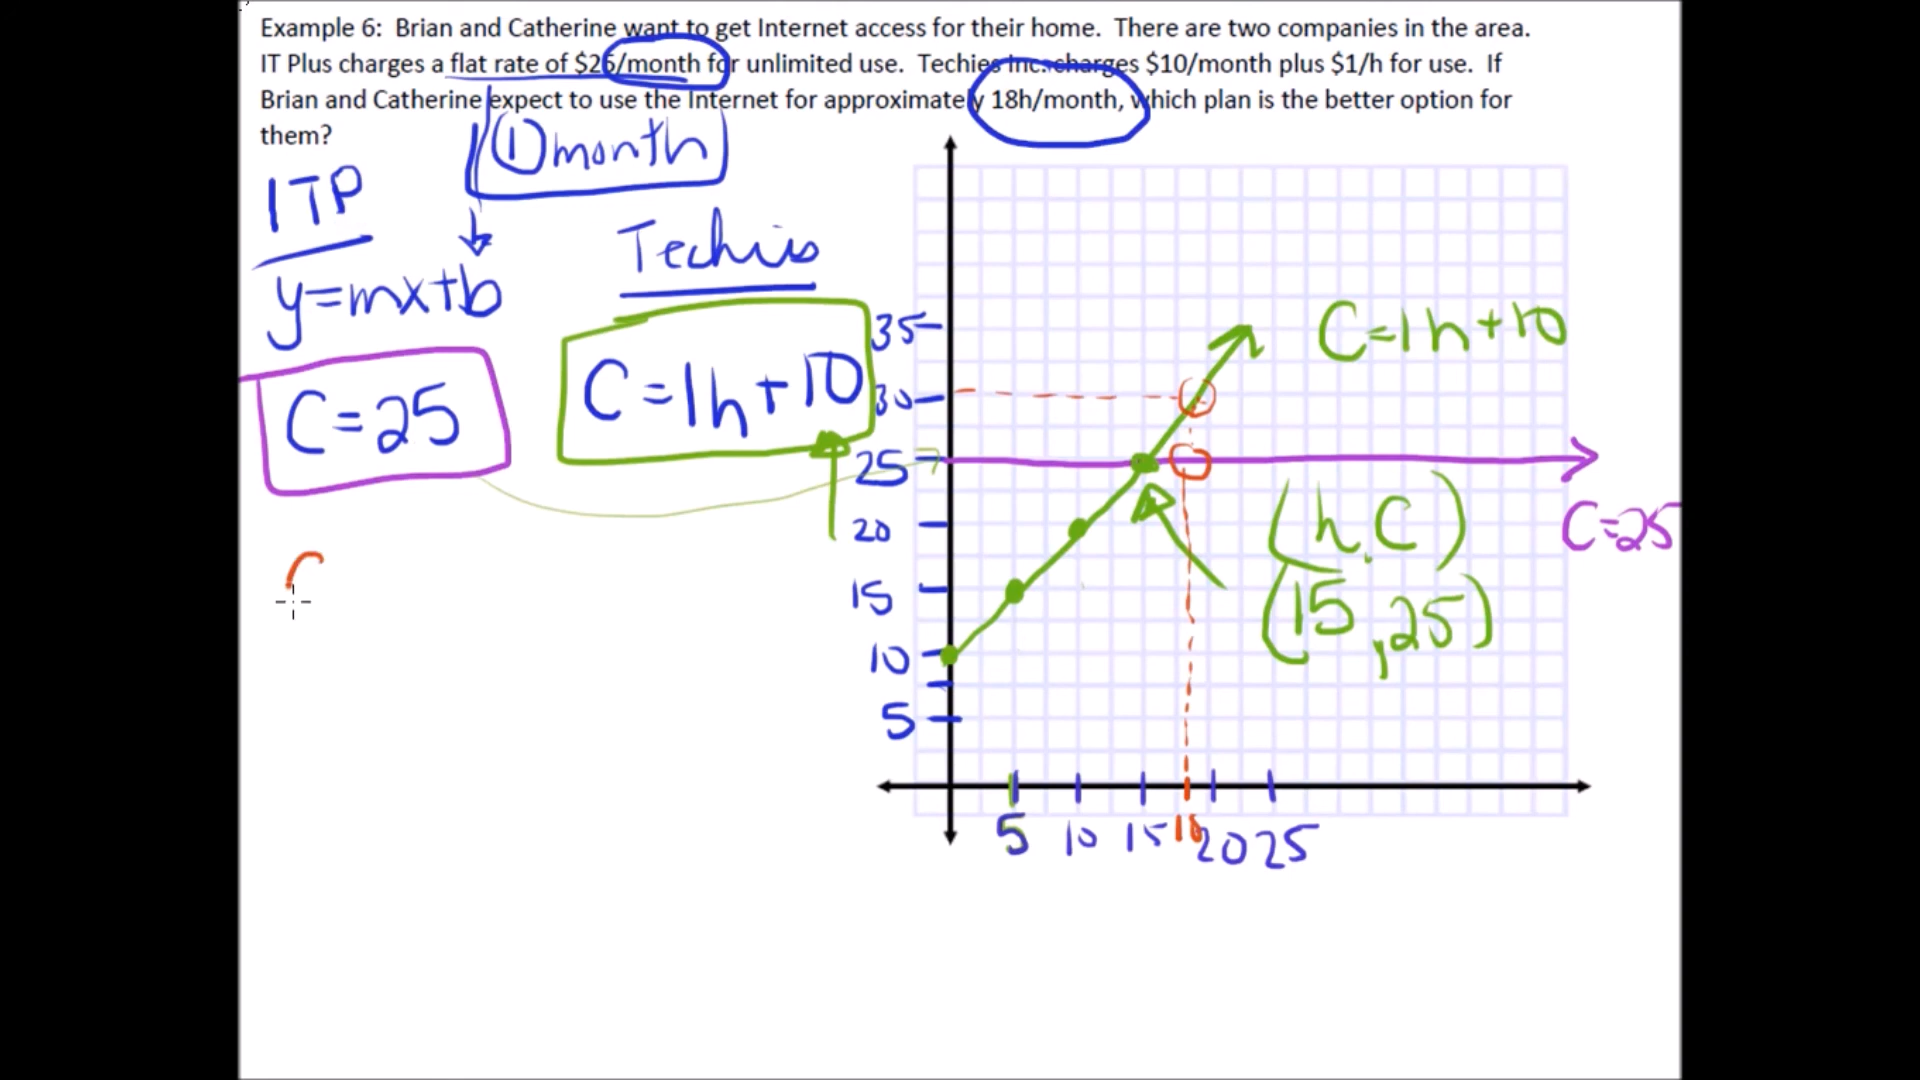 Example 6: Brian and Catherine want to get Internet access for their home. There are two companies in the area.
IT Plus charges a flat rate of $25/month for unlimited use. Techies Inc. charges $10/month plus $1/h for use. If
Brian and Catherine expect to use the Internet for approximately 18h/month, which plan is the better option for
them?
1 month
ITP
Techis
y=mx+b
C=25
C=1h+10
C=1h+10
35
30
25
20
15
10
5
C=25
(h, C)
(15, 25)
5 10 15 18 20 25